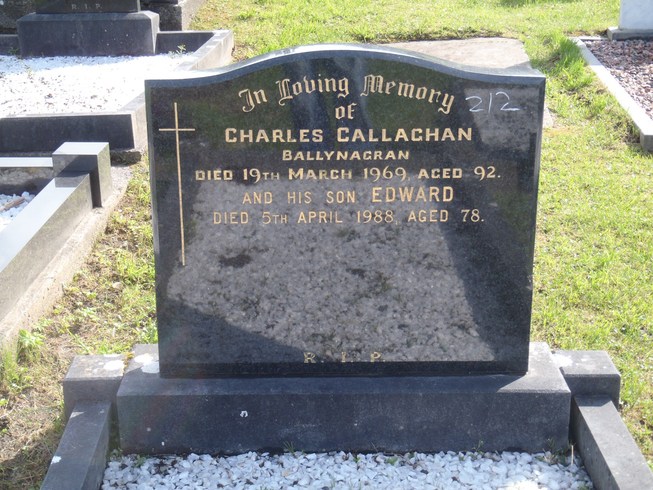 R.I.P.
In Loving Memory
of
212
CHARLES CALLAGHAN
BALLYNAGRAN
DIED 19TH MARCH 1969, AGED 92.
AND HIS SON EDWARD
DIED 5TH APRIL 1988, AGED 78.
R. I. P.